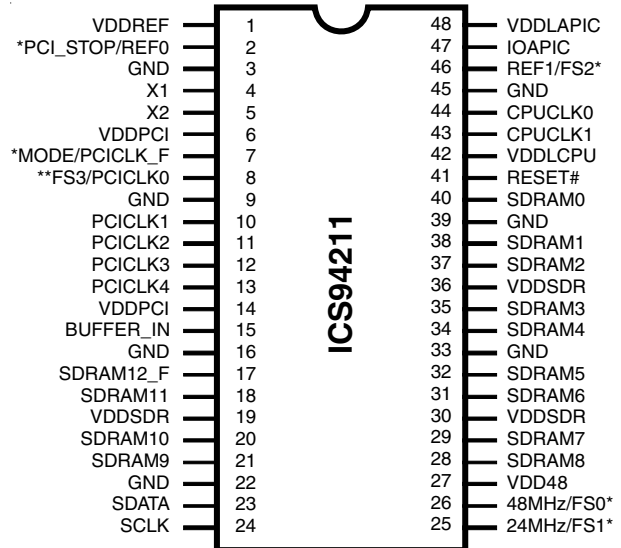 VDDREF 1 48 VDDLAPIC
*PCI_STOP/REF0 2 47 IOAPIC
GND 3 46 REF1/FS2*
X1 4 45 GND
X2 5 44 CPUCLK0
VDDPCI 6 43 CPUCLK1
*MODE/PCICLK_F 7 42 VDDLCPU
**FS3/PCICLK0 8 41 RESET#
GND 9 40 SDRAM0
PCICLK1 10 39 GND
PCICLK2 11 38 SDRAM1
PCICLK3 12 37 SDRAM2
PCICLK4 13 36 VDDSDR
VDDPCI 14 35 SDRAM3
BUFFER_IN 15 34 SDRAM4
GND 16 33 GND
SDRAM12_F 17 32 SDRAM5
SDRAM11 18 31 SDRAM6
VDDSDR 19 30 VDDSDR
SDRAM10 20 29 SDRAM7
SDRAM9 21 28 SDRAM8
GND 22 27 VDD48
SDATA 23 26 48MHz/FS0*
SCLK 24 25 24MHz/FS1*
ICS94211